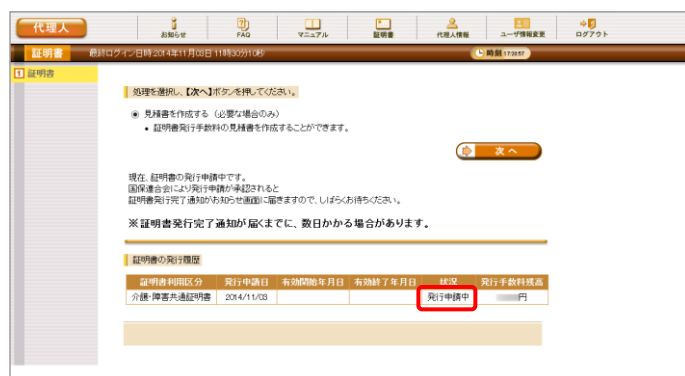 代理人
お知らせ
FAQ
マニュアル
証明書
代理人情報
ユーザ情報変更
ログアウト
証明書
最終ログイン日時 2014年11月03日 11時30分10秒
時刻
1 証明書
処理を選択し、【次へ】ボタンを押してください。
見積書を作成する（必要な場合のみ）
• 証明書発行手数料の見積書を作成することができます。
次 へ
現在、証明書の発行申請中です。
国保連合会により発行申請が承認されると
証明書発行完了通知がお知らせ画面に届きますので、しばらくお待ちください。
※証明書発行完了通知が届くまでに、数日かかる場合があります。
証明書の発行履歴
証明書利用区分 発行申請日 有効開始年月日 有効終了年月日 状況 発行手数料残高
介護・障害共通証明書 2014/11/03 発行申請中 円